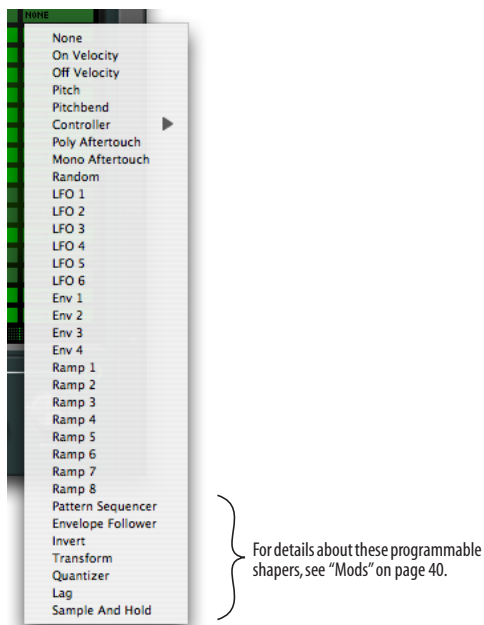 NONE
None
On Velocity
Off Velocity
Pitch
Pitchbend
Controller
Poly Aftertouch
Mono Aftertouch
Random
LFO 1
LFO 2
LFO 3
LFO 4
LFO 5
LFO 6
Env 1
Env 2
Env 3
Env 4
Ramp 1
Ramp 2
Ramp 3
Ramp 4
Ramp 5
Ramp 6
Ramp 7
Ramp 8
Pattern Sequencer
Envelope Follower
Invert
Transform
Quantizer
Lag
Sample And Hold
For details about these programmable
shapers, see “Mods” on page 40.